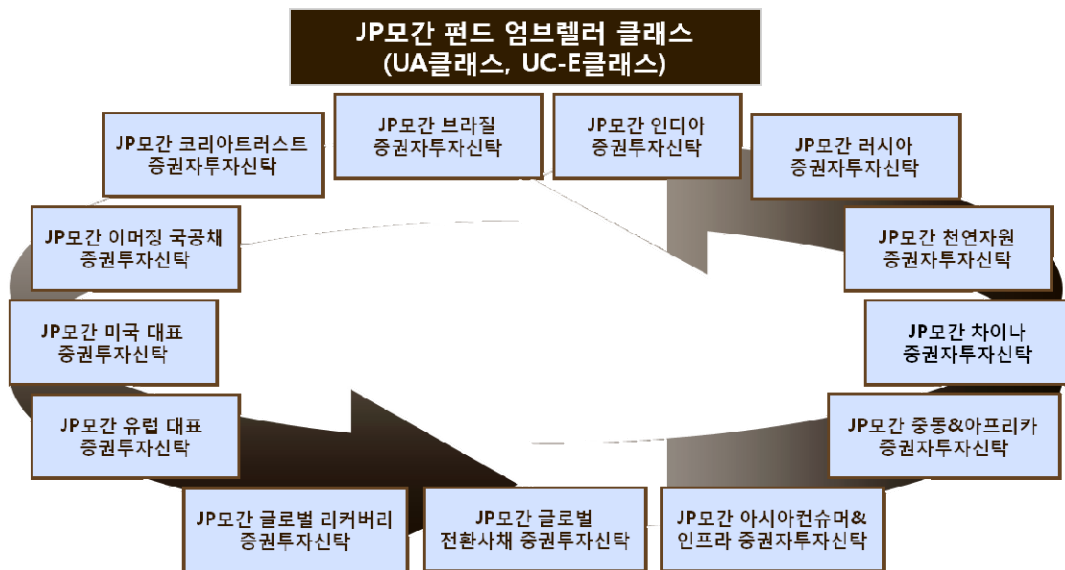 JP모간 펀드 엄브렐러 클래스
(UA클래스, UC-E클래스)
JP모간 브라질
증권자투자신탁
JP모간 인디아
증권자투자신탁
JP모간 코리아트러스트
증권자투자신탁
JP모간 러시아
증권자투자신탁
JP모간 이머징 국공채
증권투자신탁
JP모간 천연자원
증권자투자신탁
JP모간 미국 대표
증권투자신탁
JP모간 차이나
증권자투자신탁
JP모간 유럽 대표
증권투자신탁
JP모간 중동&아프리카
증권자투자신탁
JP모간 글로벌 리커버리
증권투자신탁
JP모간 글로벌
전환사채 증권투자신탁
JP모간 아시아컨슈머&
인프라 증권자투자신탁